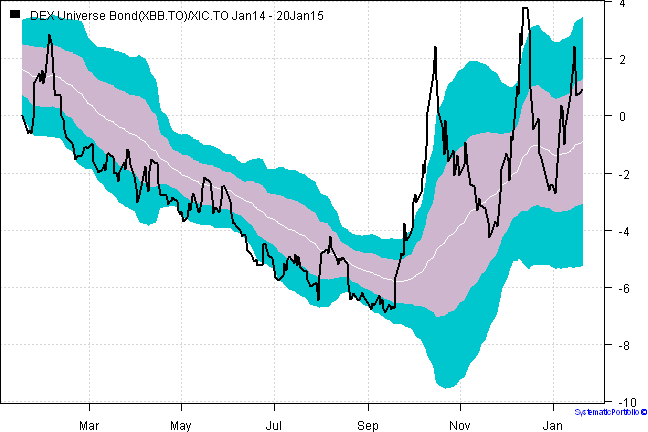 DEX Universe Bond(XBB.TO)/XIC.TO Jan14 - 20Jan15
4
2
0
-2
-4
-6
-8
-10
SystematicPortfolio ©
Mar May Jul Sep Nov Jan